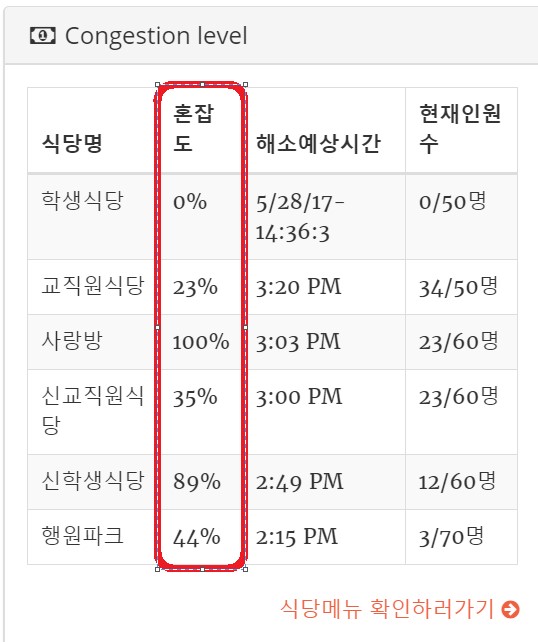 Congestion level
식당명 혼잡도 해소예상시간 현재인원수
학생식당 0% 5/28/17-14:36:3 0/50명
교직원식당 23% 3:20 PM 34/50명
사랑방 100% 3:03 PM 23/60명
신교직원식당 35% 3:00 PM 23/60명
신학생식당 89% 2:49 PM 12/60명
행원파크 44% 2:15 PM 3/70명
식당메뉴 확인하러가기